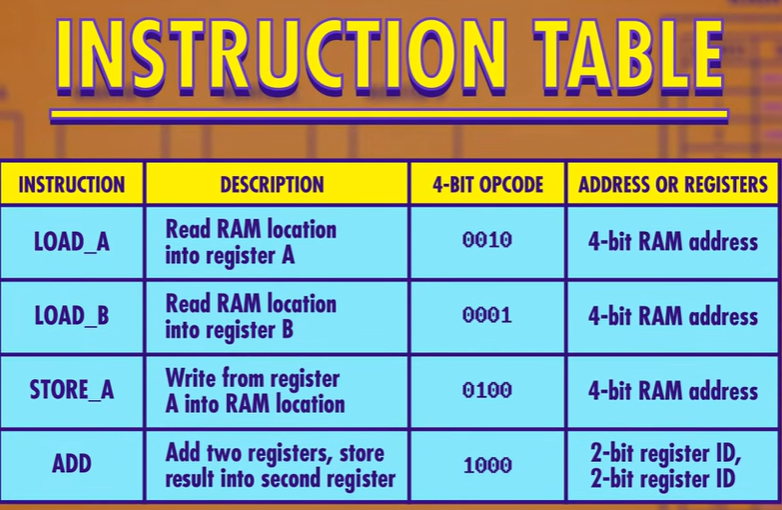 INSTRUCTION TABLE
INSTRUCTION DESCRIPTION 4-BIT OPCODE ADDRESS OR REGISTERS
LOAD_A Read RAM location into register A 0010 4-bit RAM address
LOAD_B Read RAM location into register B 0001 4-bit RAM address
STORE_A Write from register A into RAM location 0100 4-bit RAM address
ADD Add two registers, store result into second register 1000 2-bit register ID, 2-bit register ID